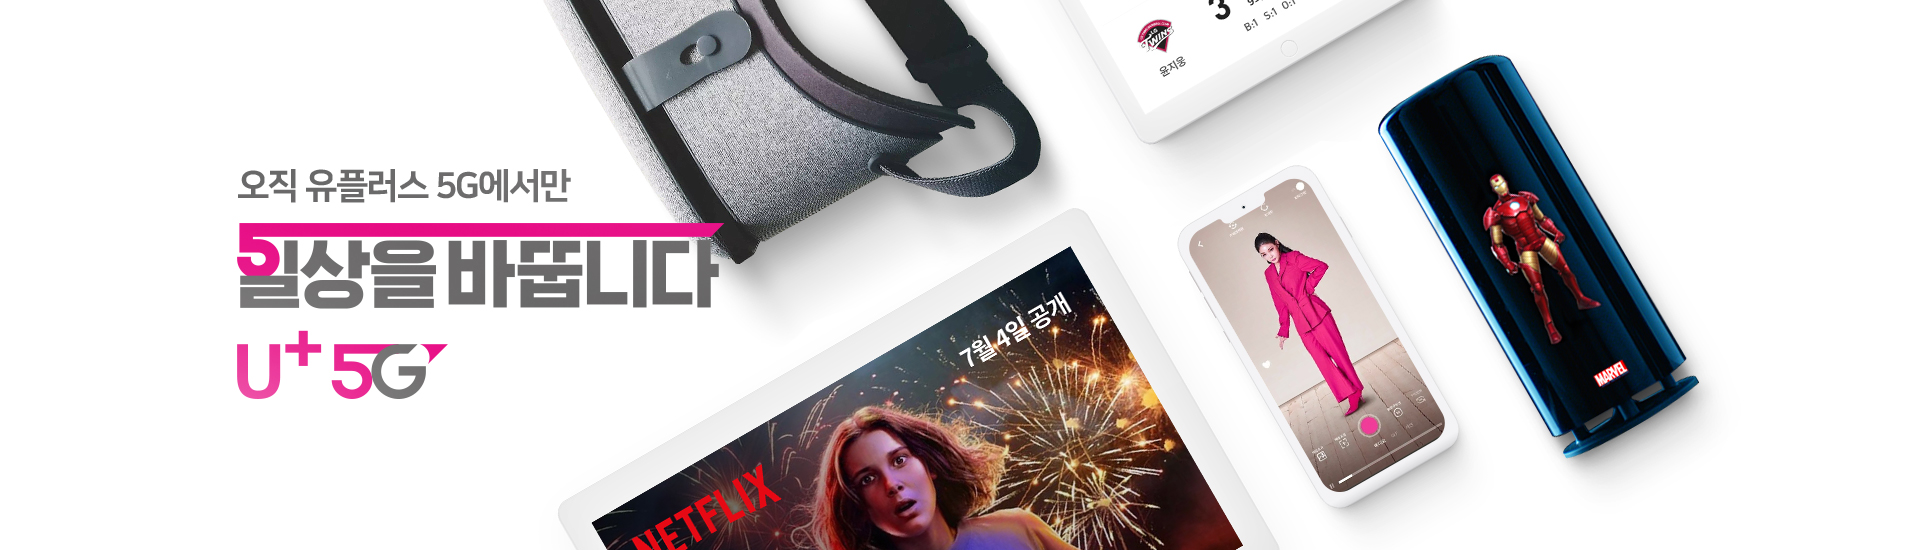 오직 유플러스 5G에서만
5
일상을 바꿉니다
U+ 5G
3
B:1 S:1 O:1
TWINS
윤지웅
7월 4일 공개
NETFLIX
MARVEL